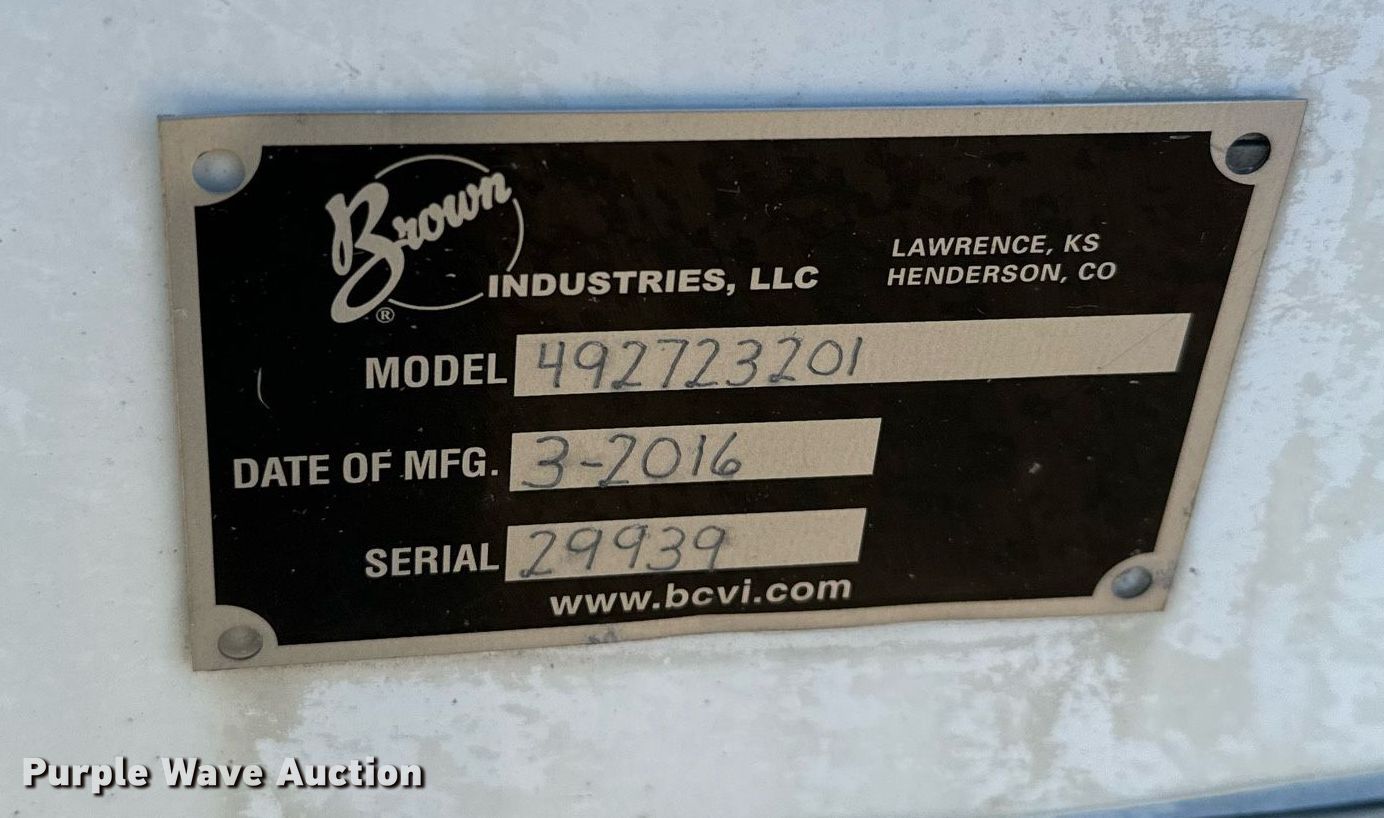 Brown
®
INDUSTRIES, LLC
LAWRENCE, KS
HENDERSON, CO
MODEL 492723201
DATE OF MFG. 3-2016
SERIAL 29939
www.bcvi.com
Purple Wave Auction